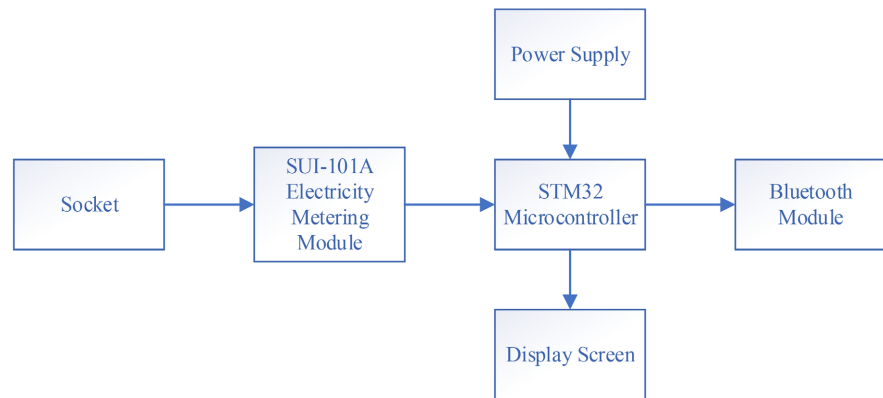 Power Supply
Socket
SUI-101A
Electricity
Metering
Module
STM32
Microcontroller
Bluetooth
Module
Display Screen